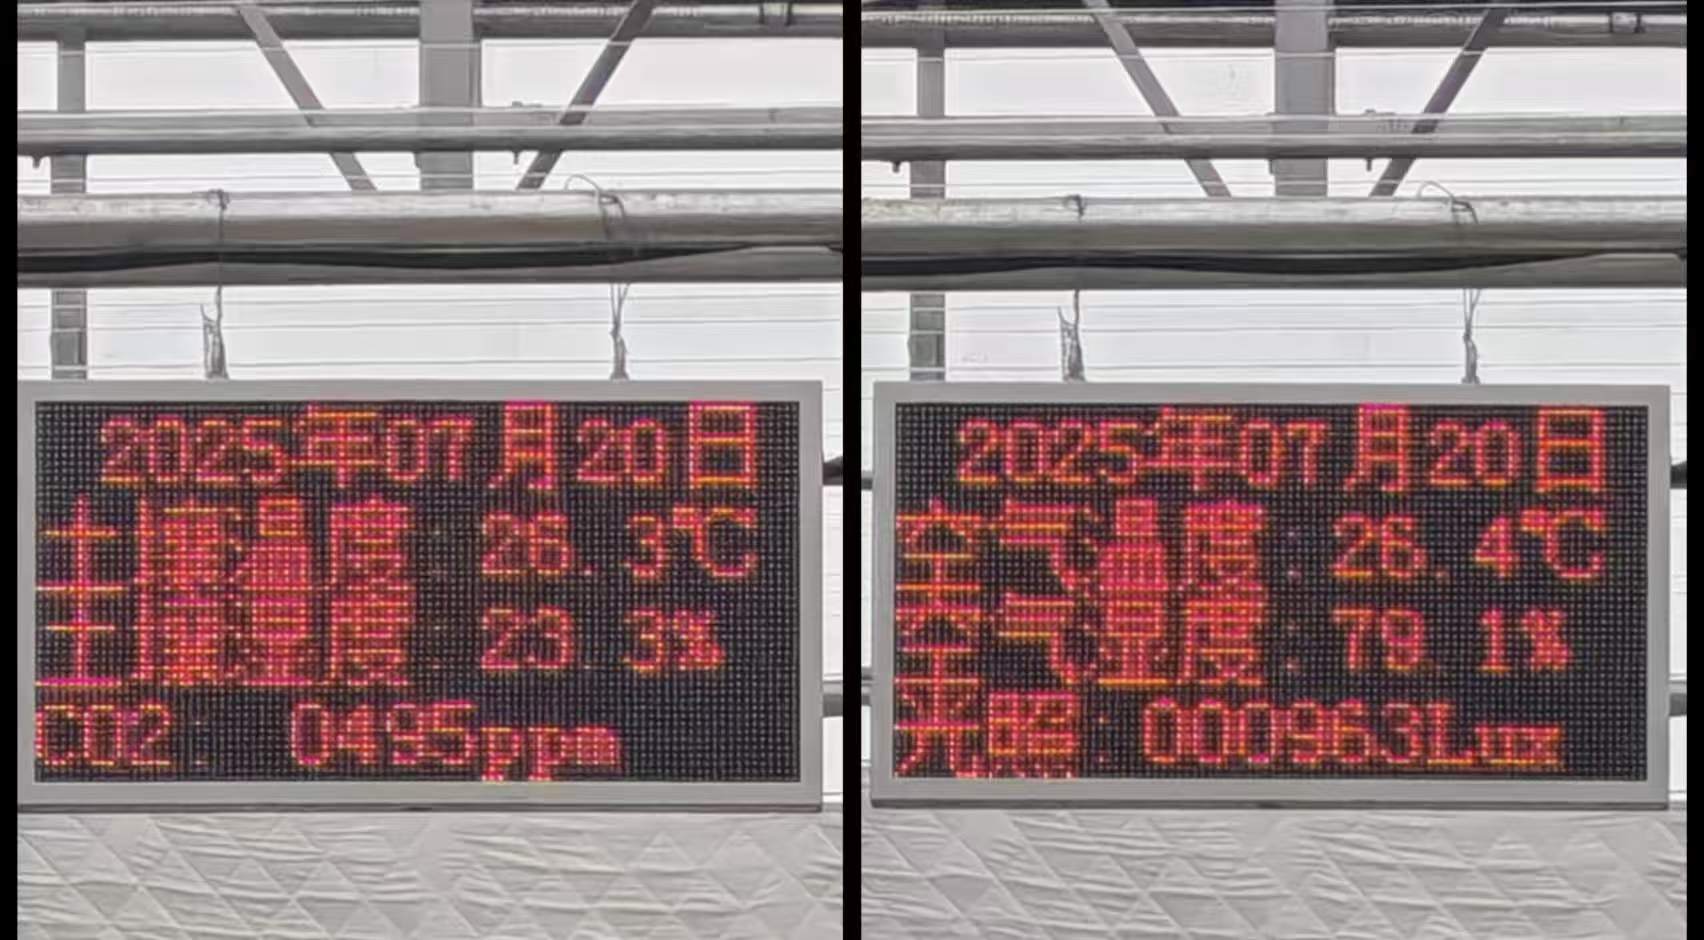 2025年07月20日
土壤温度: 26.3℃
土壤湿度: 23.3%
CO2: 0495ppm
2025年07月20日
空气温度: 26.4℃
空气湿度: 79.1%
光照: 000963Lux